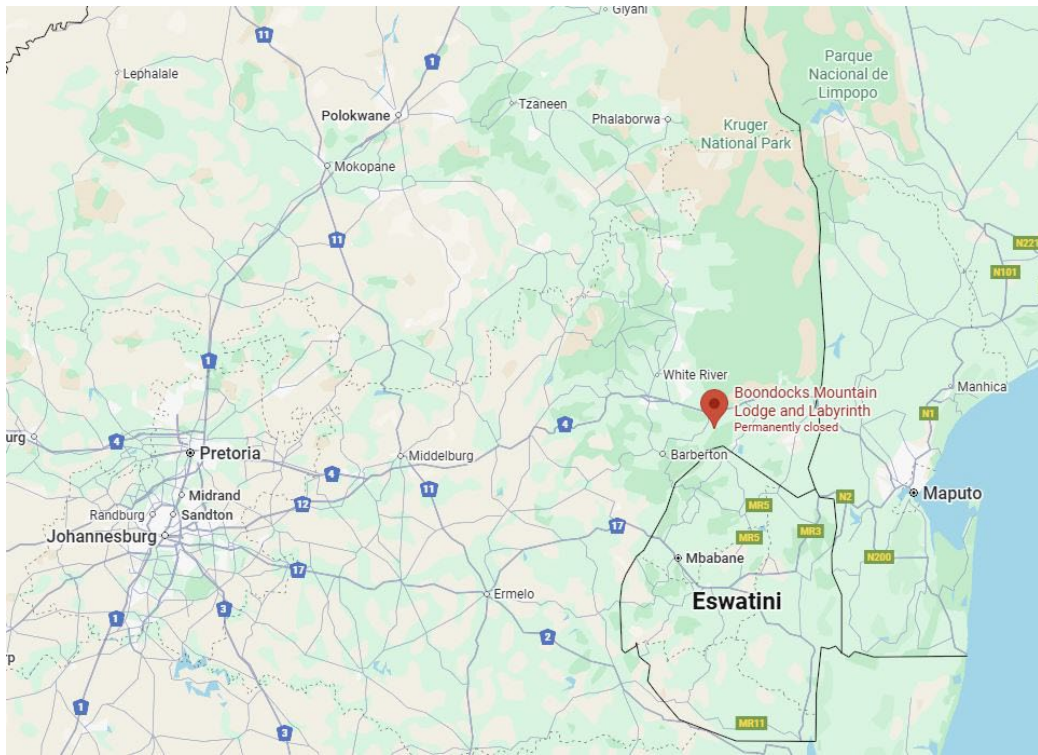 Giyani
11
1
Lephalale
Parque
Nacional de
Limpopo
Tzaneen
Polokwane
Phalaborwa
Kruger
National Park
Mokopane
11
N221
N101
1
White River
Manhica
Boondocks Mountain
Lodge and Labyrinth
Permanently closed
N1
4
urg
4
Pretoria
Middelburg
Barberton
4
11
12
Midrand
Randburg
Sandton
Johannesburg
N2
Maputo
MR5
17
MR3
MR5
N200
Mbabane
17
Ermelo
Eswatini
3
1
2
rp
1
3
MR11